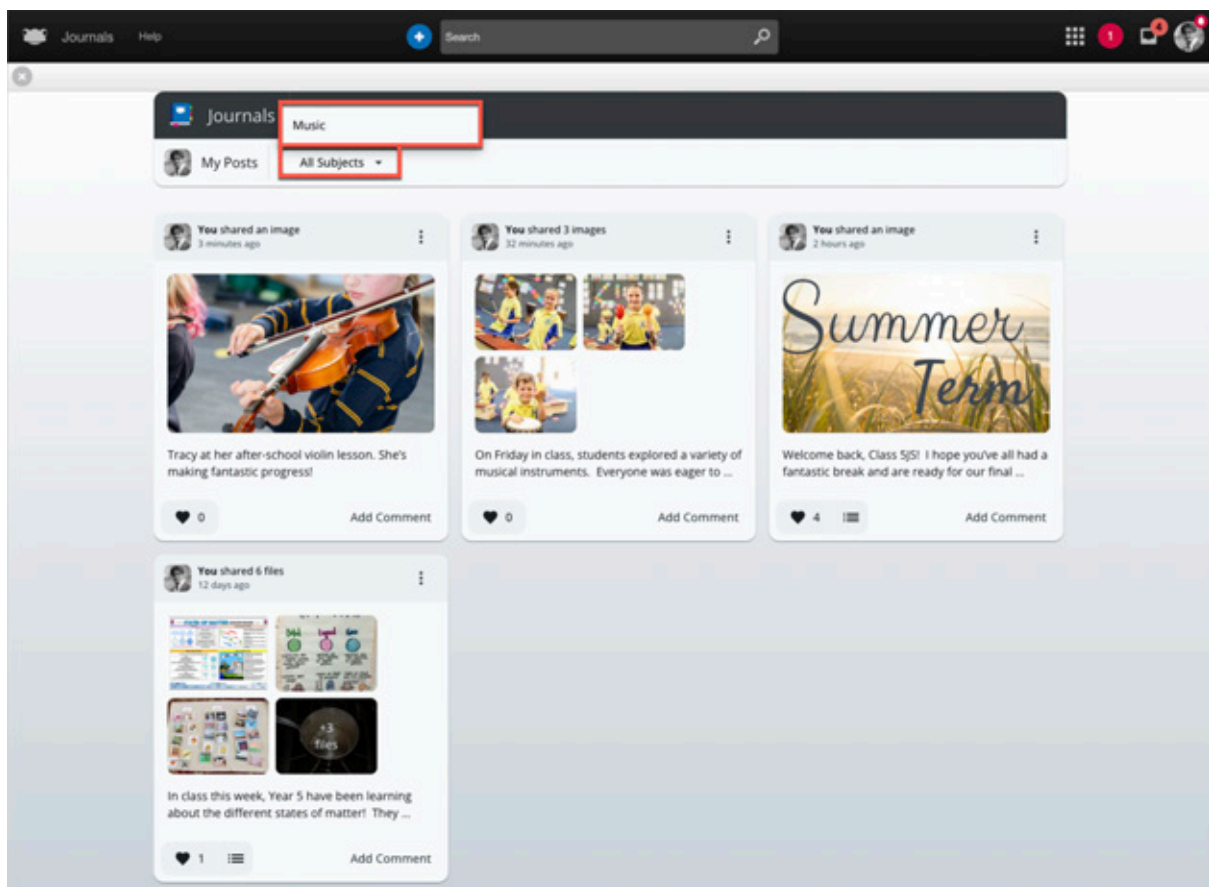 Journals Help Search 1 4
Journals
Music
My Posts All Subjects
You shared an image
3 minutes ago
Tracy at her after-school violin lesson. She's
making fantastic progress!
0 Add Comment
You shared 3 images
32 minutes ago
On Friday in class, students explored a variety of
musical instruments. Everyone was eager to ...
0 Add Comment
You shared an image
2 hours ago
Summer
Term
Welcome back, Class 5JS! I hope you've all had a
fantastic break and are ready for our final ...
4 Add Comment
You shared 6 files
12 days ago
Solid Liquid Gas
+3
files
In class this week, Year 5 have been learning
about the different states of matter! They ...
1 Add Comment